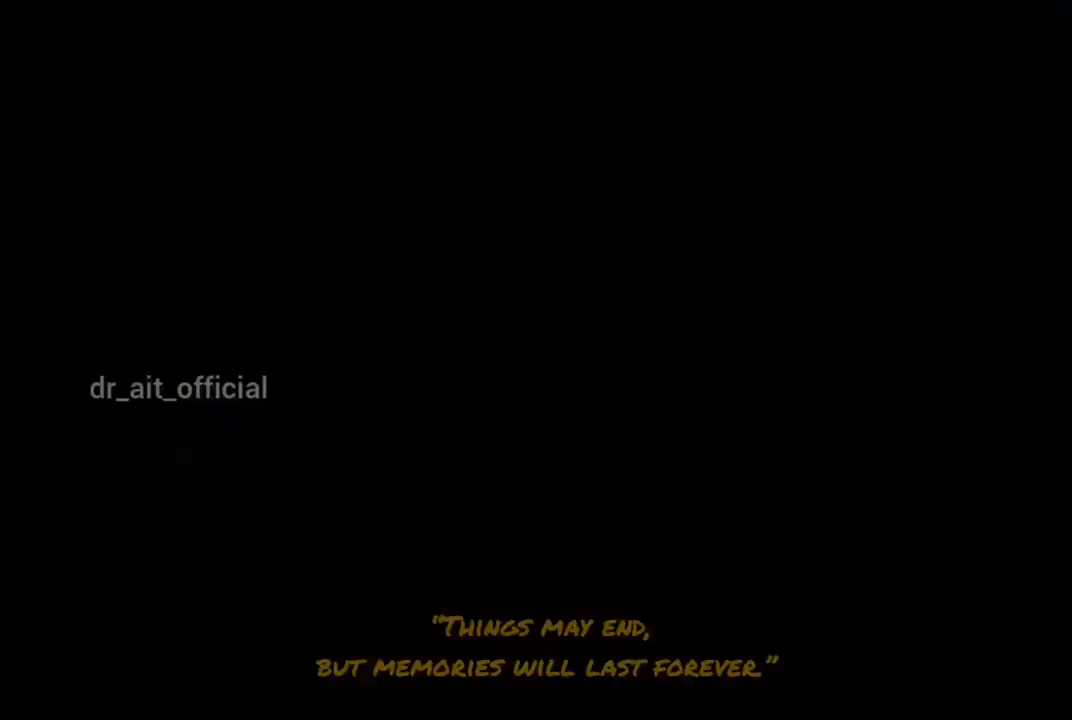 dr_ait_official
“Things may end,
but memories will last forever.”